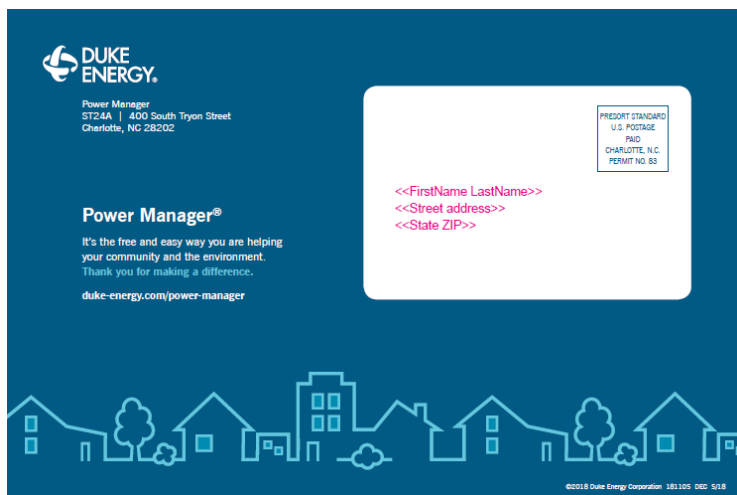 DUKE
ENERGY®
Power Manager
ST24A | 400 South Tryon Street
Charlotte, NC 28202
PRESORT STANDARD
U.S. POSTAGE
PAID
CHARLOTTE, N.C.
PERMIT NO. 83
<<FirstName LastName>>
<<Street address>>
<<State ZIP>>
Power Manager®
It's the free and easy way you are helping
your community and the environment.
Thank you for making a difference.
duke-energy.com/power-manager
©2018 Duke Energy Corporation 181105 DEC 5/18